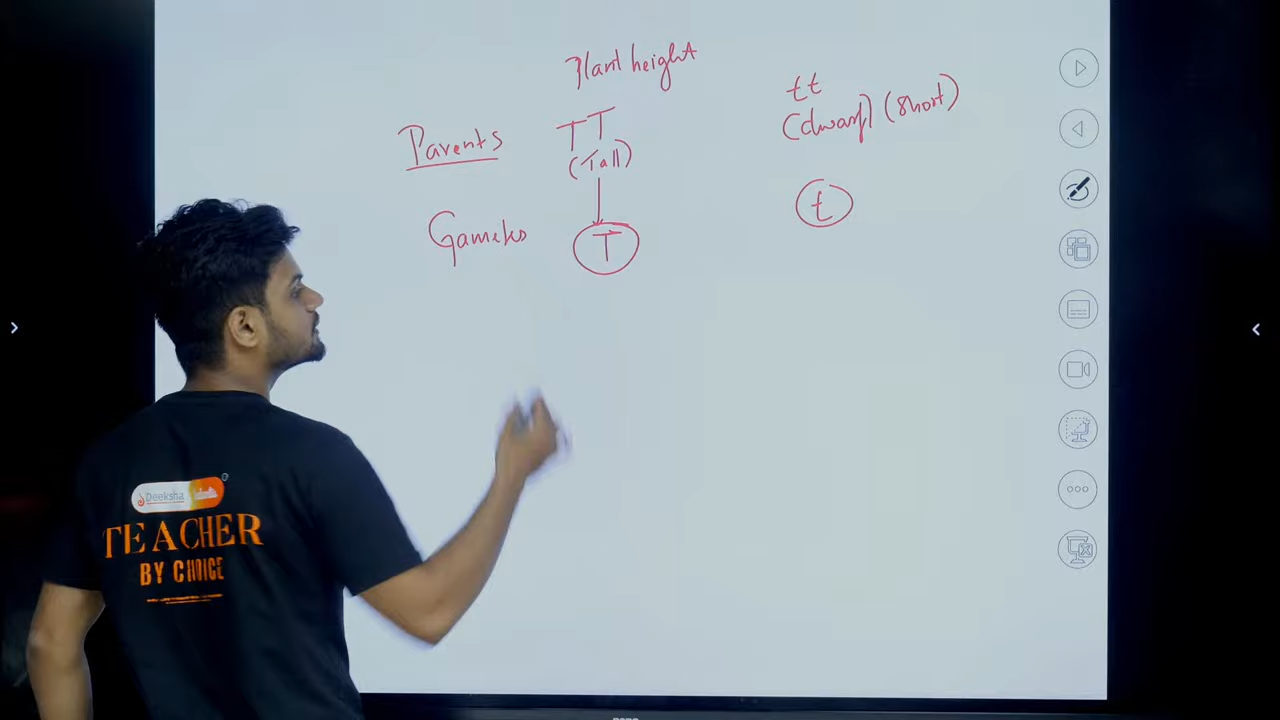 Plant height
Parents
TT
(Tall)
tt
(dwarf) (short)
Gametes
T
t
Deeksha
TEACHER
BY CHOICE